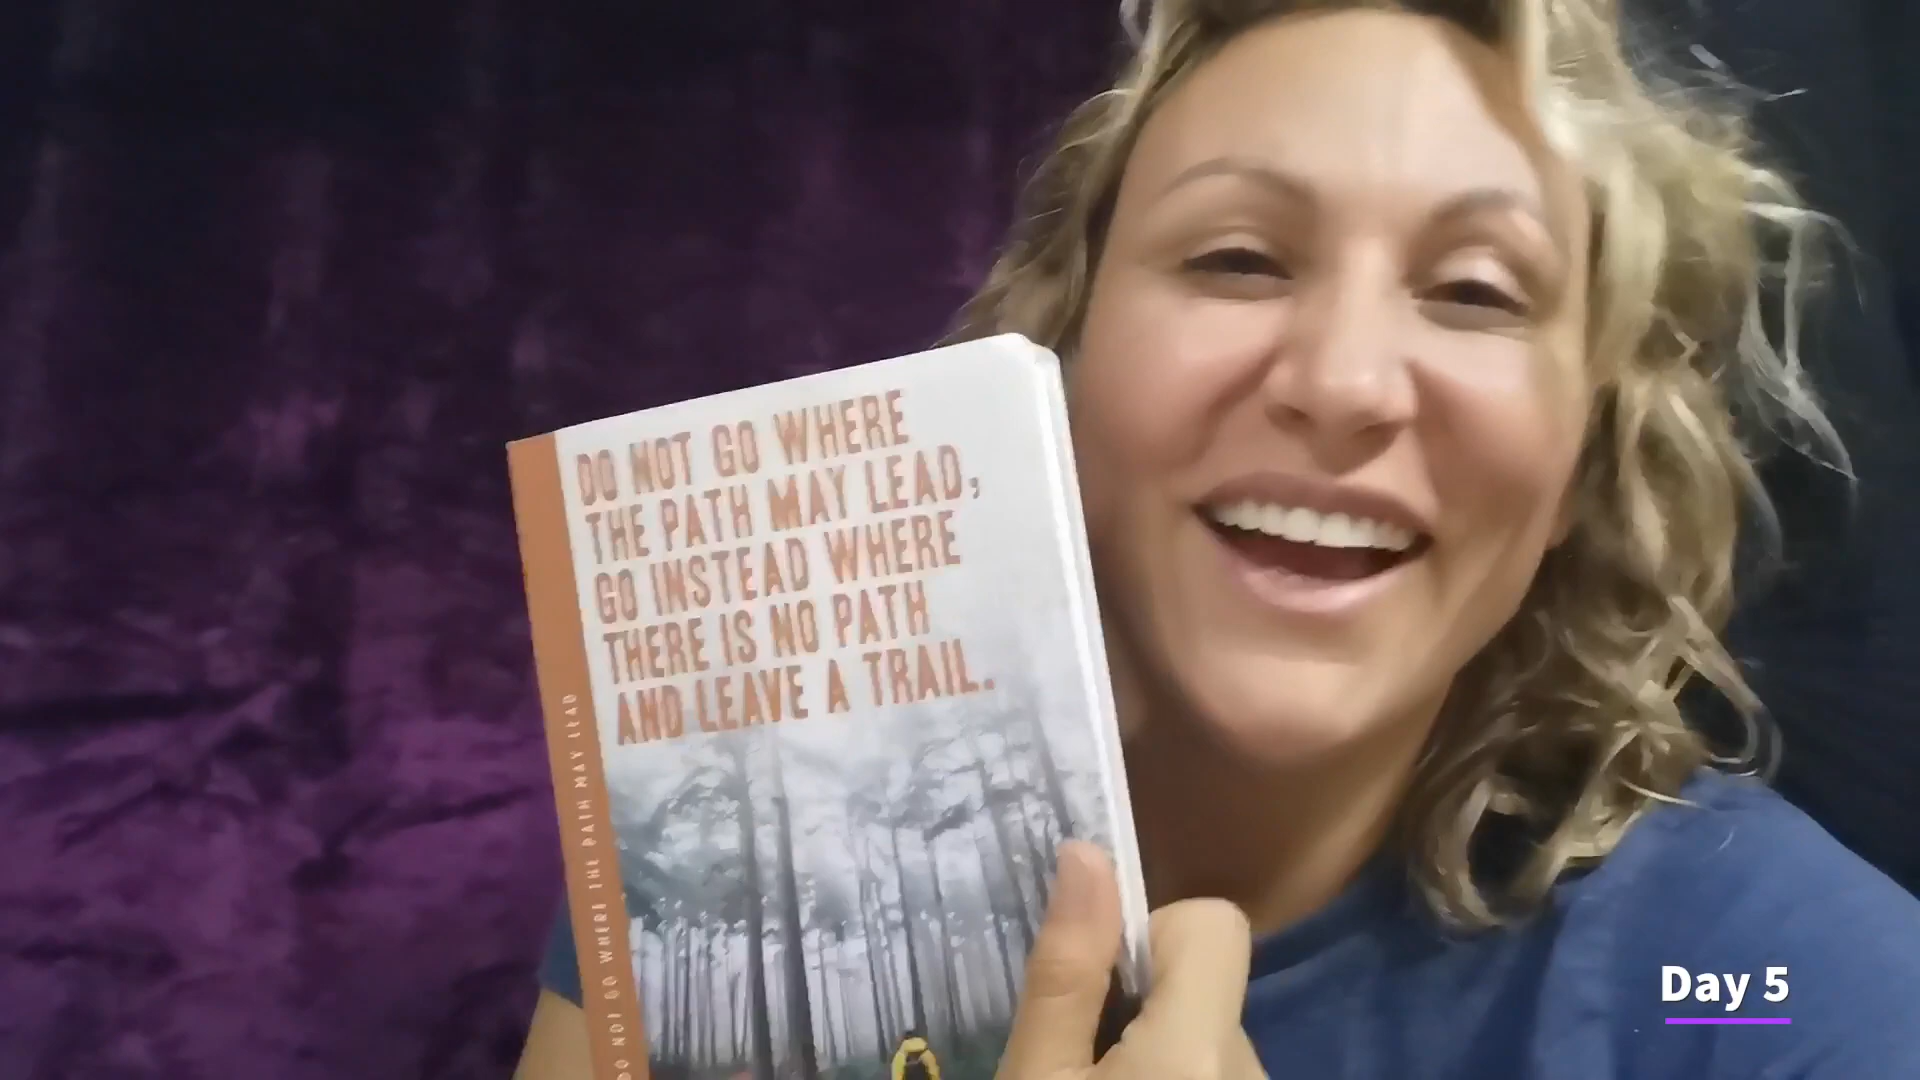 DO NOT GO WHERE
THE PATH MAY LEAD,
GO INSTEAD WHERE
THERE IS NO PATH
AND LEAVE A TRAIL.
DO NOT GO WHERE THE PATH MAY LEAD
Day 5